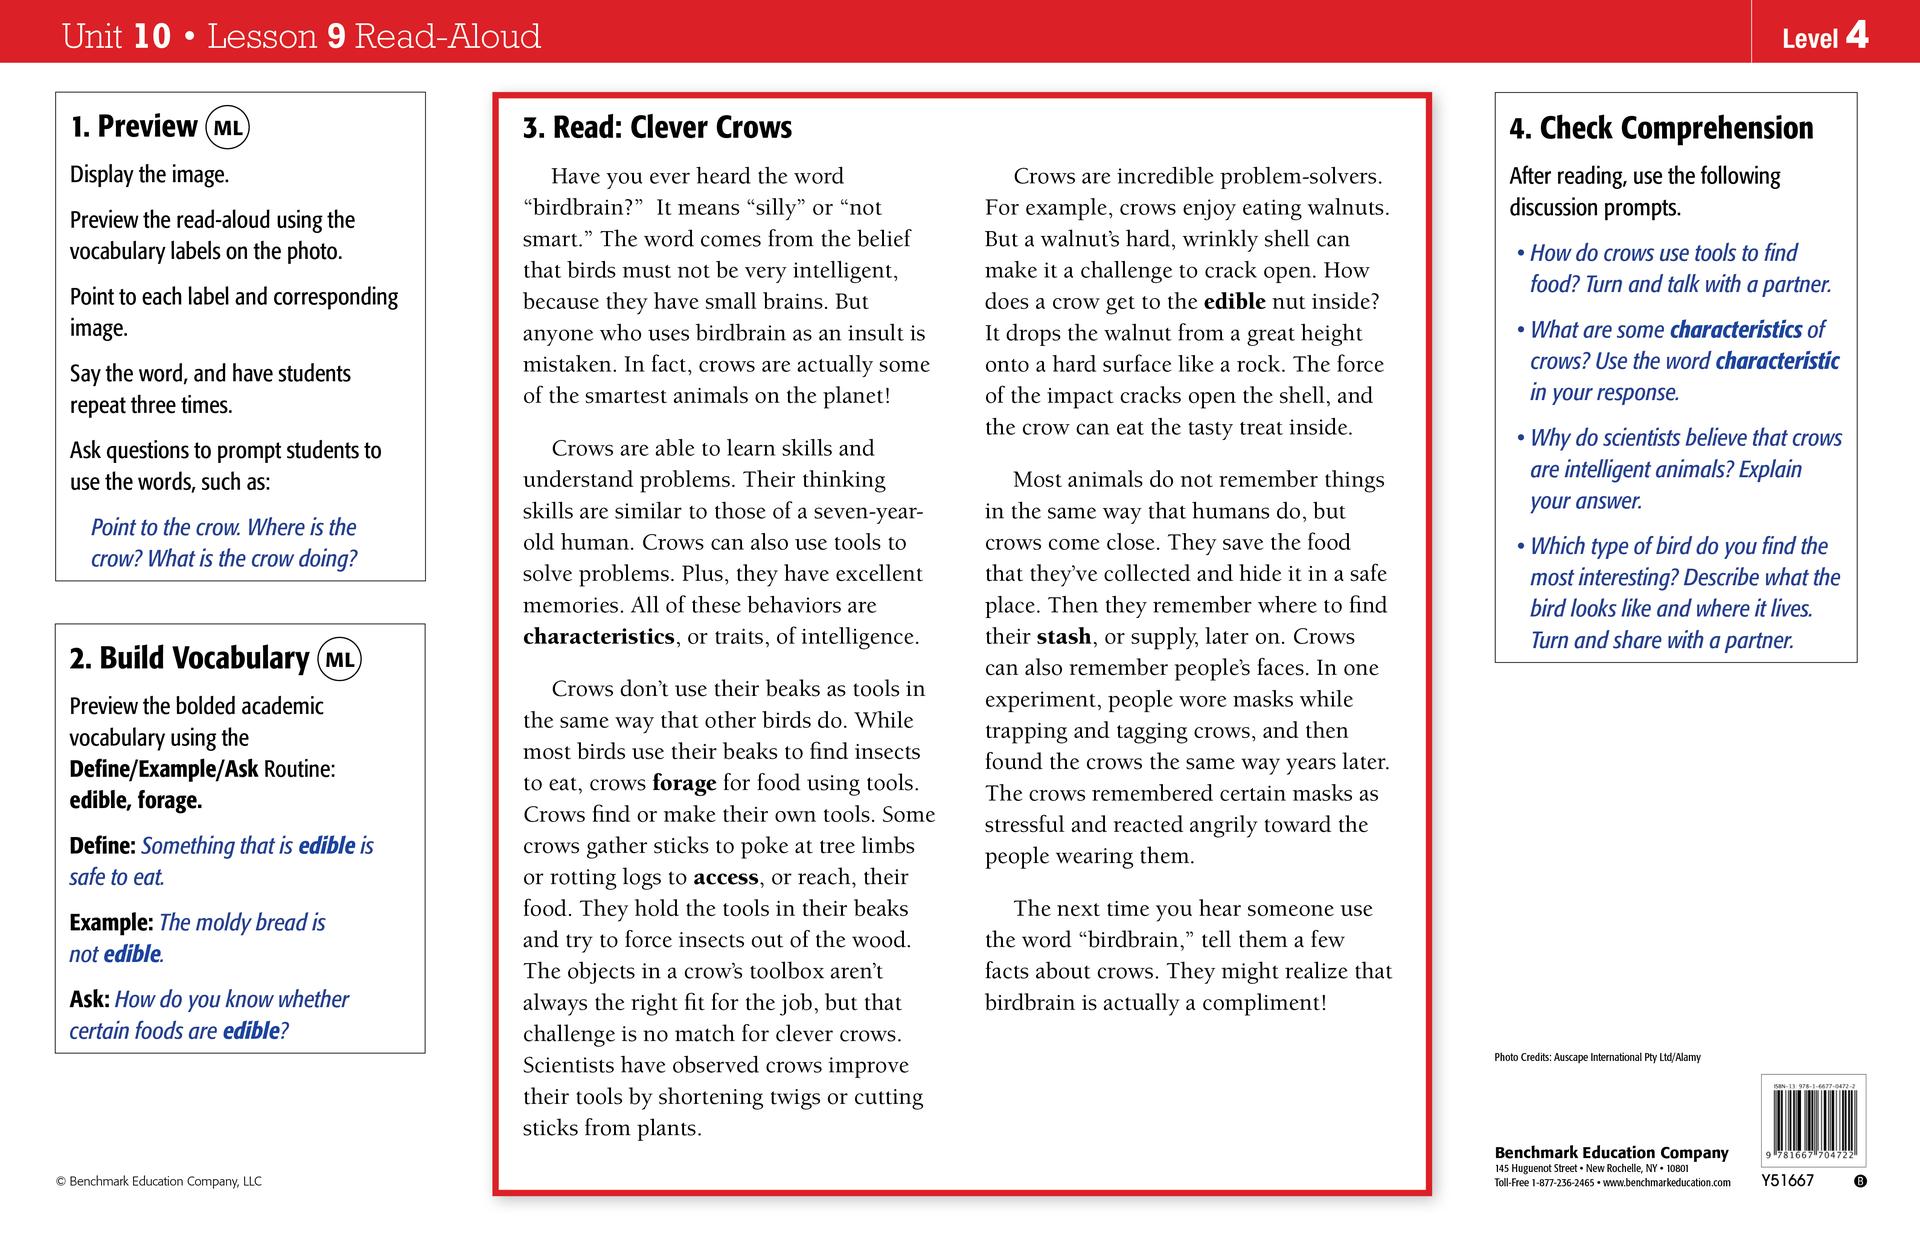 Unit 10 • Lesson 9 Read-Aloud
Level 4
1. Preview ML
Display the image.
Preview the read-aloud using the
vocabulary labels on the photo.
Point to each label and corresponding
image.
Say the word, and have students
repeat three times.
Ask questions to prompt students to
use the words, such as:
Point to the crow. Where is the
crow? What is the crow doing?
2. Build Vocabulary ML
Preview the bolded academic
vocabulary using the
Define/Example/Ask Routine:
edible, forage.
Define: Something that is edible is
safe to eat.
Example: The moldy bread is
not edible.
Ask: How do you know whether
certain foods are edible?
© Benchmark Education Company, LLC
3. Read: Clever Crows
Have you ever heard the word
“birdbrain?” It means “silly” or “not
smart.” The word comes from the belief
that birds must not be very intelligent,
because they have small brains. But
anyone who uses birdbrain as an insult is
mistaken. In fact, crows are actually some
of the smartest animals on the planet!
Crows are able to learn skills and
understand problems. Their thinking
skills are similar to those of a seven-year-
old human. Crows can also use tools to
solve problems. Plus, they have excellent
memories. All of these behaviors are
characteristics, or traits, of intelligence.
Crows don’t use their beaks as tools in
the same way that other birds do. While
most birds use their beaks to find insects
to eat, crows forage for food using tools.
Crows find or make their own tools. Some
crows gather sticks to poke at tree limbs
or rotting logs to access, or reach, their
food. They hold the tools in their beaks
and try to force insects out of the wood.
The objects in a crow’s toolbox aren’t
always the right fit for the job, but that
challenge is no match for clever crows.
Scientists have observed crows improve
their tools by shortening twigs or cutting
sticks from plants.
Crows are incredible problem-solvers.
For example, crows enjoy eating walnuts.
But a walnut’s hard, wrinkly shell can
make it a challenge to crack open. How
does a crow get to the edible nut inside?
It drops the walnut from a great height
onto a hard surface like a rock. The force
of the impact cracks open the shell, and
the crow can eat the tasty treat inside.
Most animals do not remember things
in the same way that humans do, but
crows come close. They save the food
that they’ve collected and hide it in a safe
place. Then they remember where to find
their stash, or supply, later on. Crows
can also remember people’s faces. In one
experiment, people wore masks while
trapping and tagging crows, and then
found the crows the same way years later.
The crows remembered certain masks as
stressful and reacted angrily toward the
people wearing them.
The next time you hear someone use
the word “birdbrain,” tell them a few
facts about crows. They might realize that
birdbrain is actually a compliment!
4. Check Comprehension
After reading, use the following
discussion prompts.
• How do crows use tools to find
food? Turn and talk with a partner.
• What are some characteristics of
crows? Use the word characteristic
in your response.
• Why do scientists believe that crows
are intelligent animals? Explain
your answer.
• Which type of bird do you find the
most interesting? Describe what the
bird looks like and where it lives.
Turn and share with a partner.
Photo Credits: Auscape International Pty Ltd/Alamy
Benchmark Education Company
145 Huguenot Street • New Rochelle, NY • 10801
Toll-Free 1-877-236-2465 • www.benchmarkeducation.com
ISBN-13: 978-1-6677-0472-2
9 781667 704722
Y51667
B